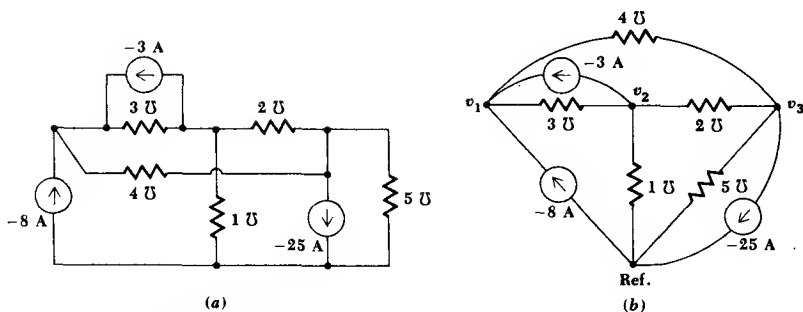 −3 A
3 ℧
2 ℧
4 ℧
−8 A
1 ℧
−25 A
5 ℧
(a)
4 ℧
−3 A
v₁
v₂
v₃
3 ℧
2 ℧
−8 A
1 ℧
5 ℧
−25 A
Ref.
(b)